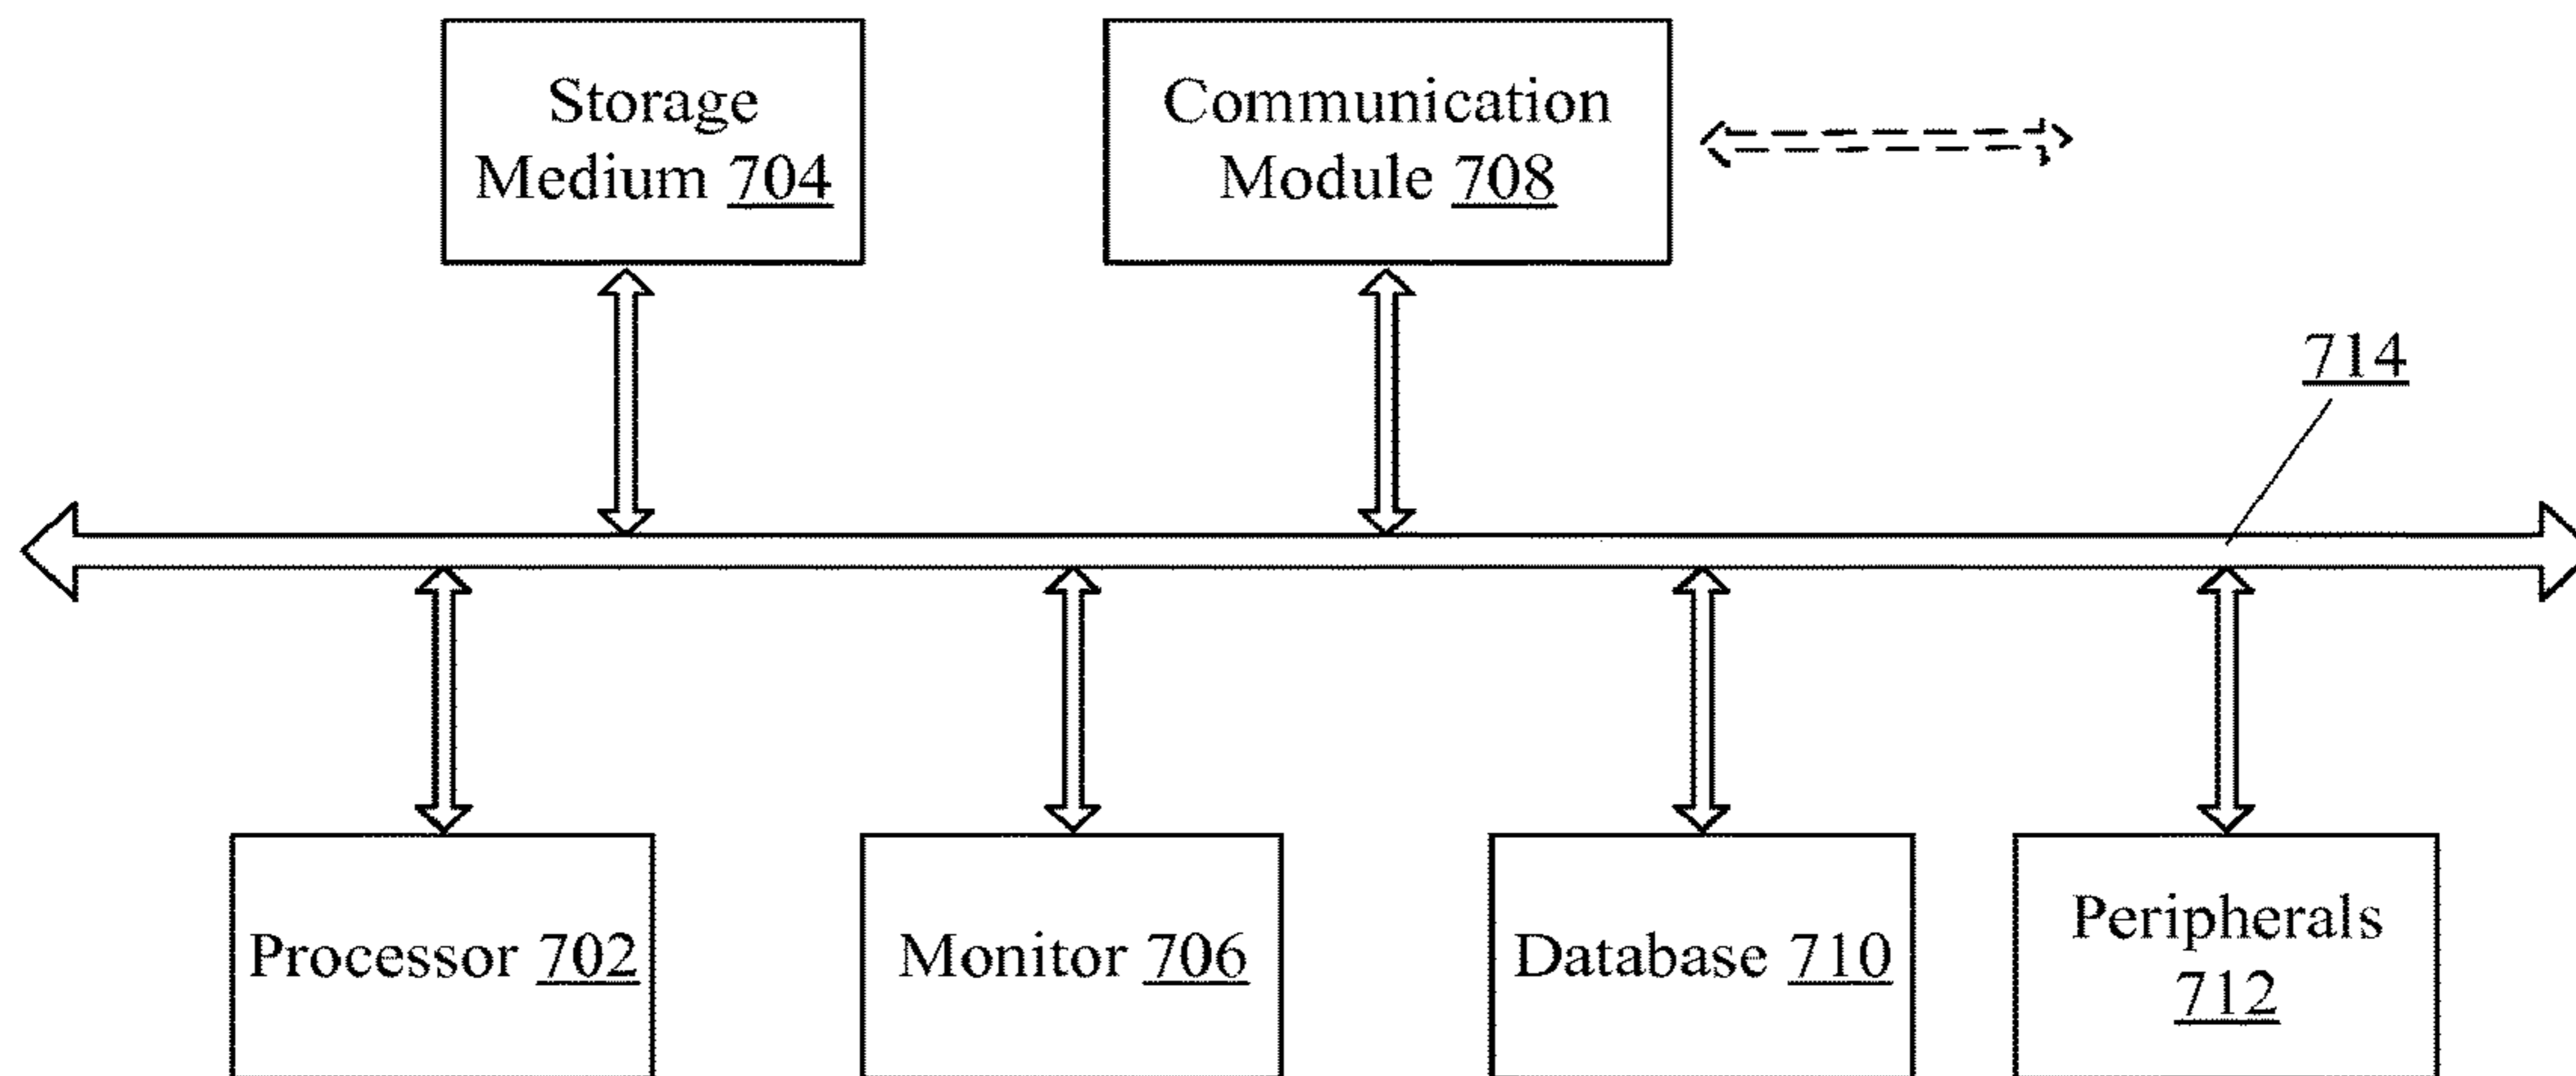 Storage
Medium 704
Communication
Module 708
714
Processor 702
Monitor 706
Database 710
Peripherals
712